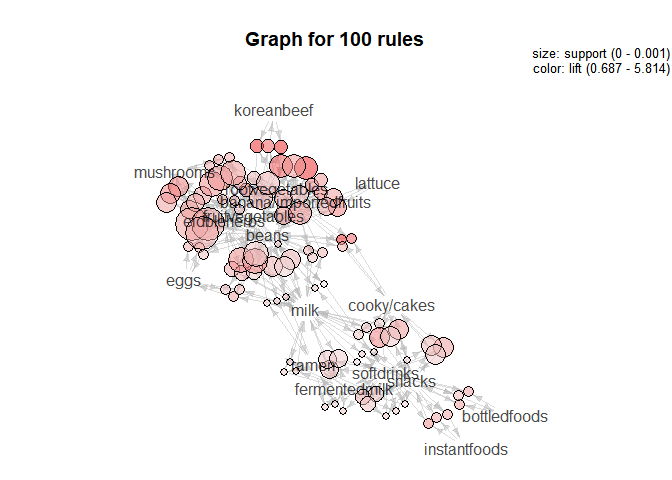 Graph for 100 rules
size: support (0 - 0.001)
color: lift (0.687 - 5.814)
koreanbeef
mushrooms
lattuce
rootvegetables
banana/importedfruits
fruitvegetables
edibleherbs
beans
eggs
milk
cooky/cakes
ramen
softdrinks
snacks
fermentedmilk
bottledfoods
instantfoods